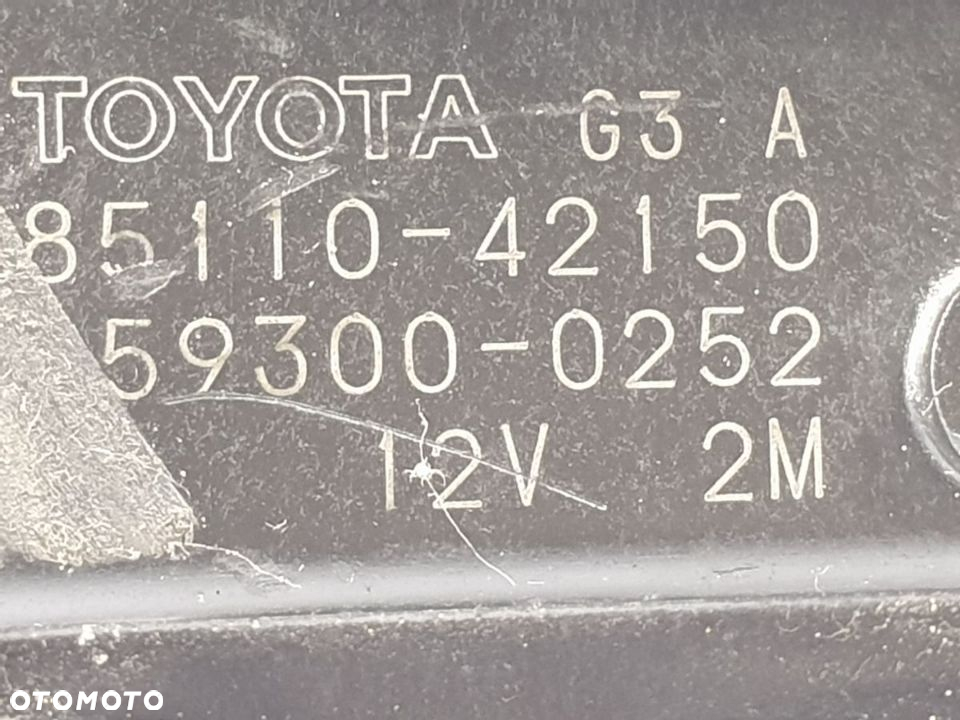 TOYOTA G3 A
85110-42150
59300-0252
12V 2M
OTOMOTO